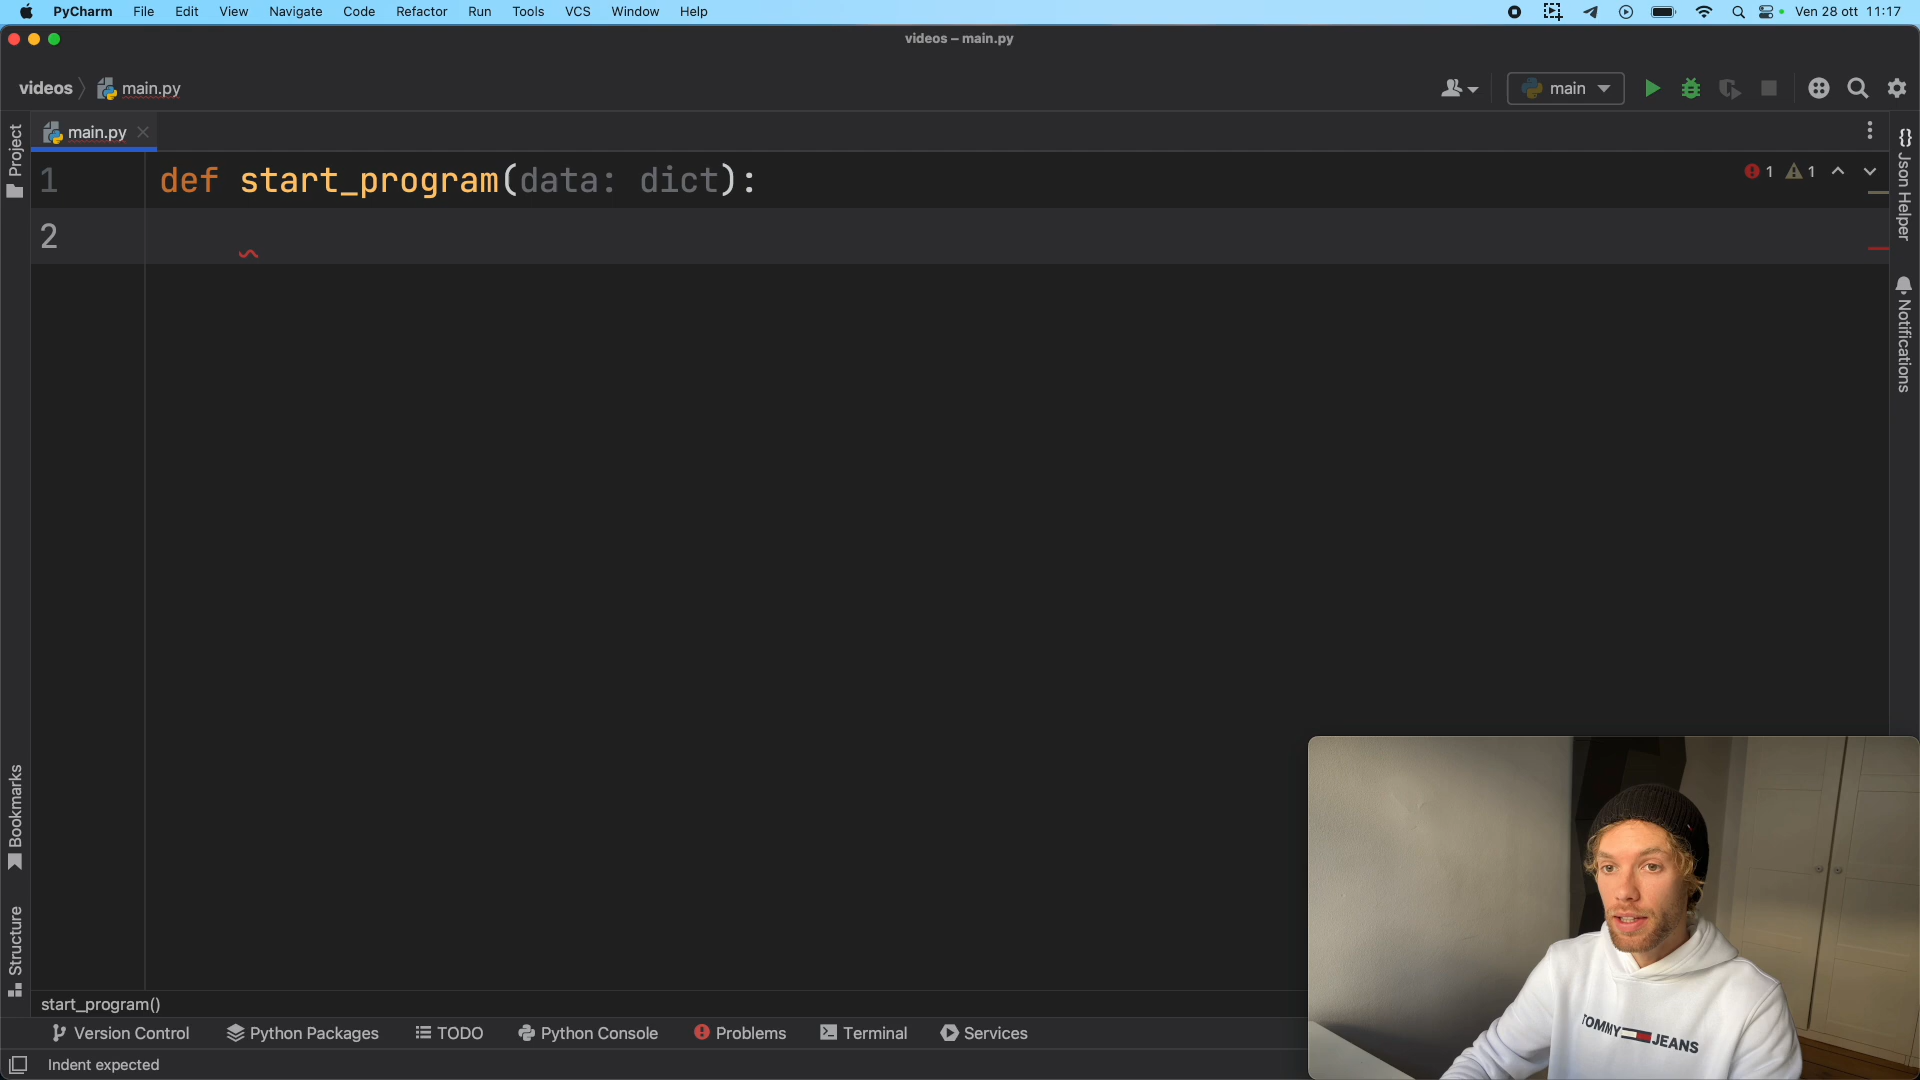 PyCharm File Edit View Navigate Code Refactor Run Tools VCS Window Help Ven 28 ott 11:17
videos – main.py
videos main.py main
main.py
Project
1 def start_program(data: dict): 1 1
2
Json Helper
Notifications
Bookmarks
Structure
TOMMY JEANS
start_program()
Version Control Python Packages TODO Python Console Problems Terminal Services
Indent expected